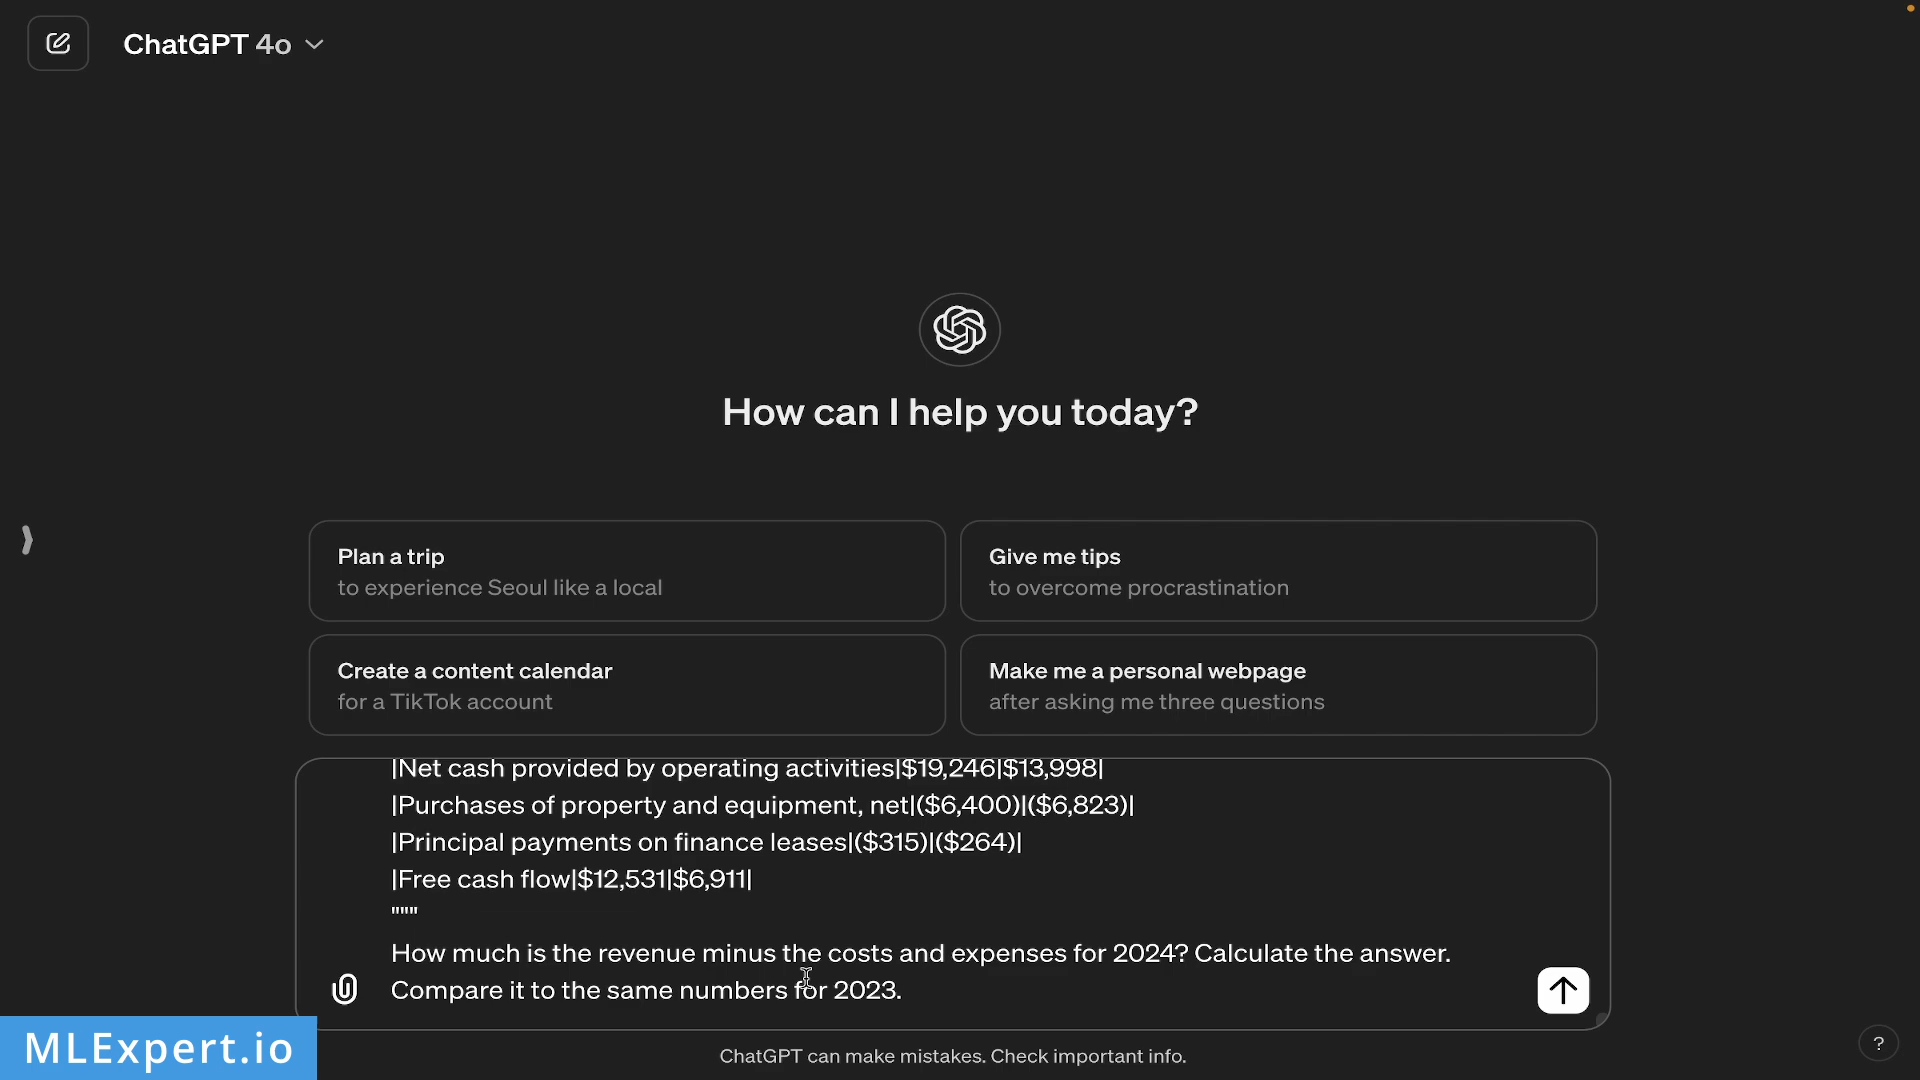 ChatGPT 4o
How can I help you today?
Plan a trip
to experience Seoul like a local
Give me tips
to overcome procrastination
Create a content calendar
for a TikTok account
Make me a personal webpage
after asking me three questions
|Net cash provided by operating activities|$19,246|$13,998|
|Purchases of property and equipment, net|($6,400)|($6,823)|
|Principal payments on finance leases|($315)|($264)|
|Free cash flow|$12,531|$6,911|
"""
How much is the revenue minus the costs and expenses for 2024? Calculate the answer.
Compare it to the same numbers for 2023.
MLExpert.io
ChatGPT can make mistakes. Check important info.
?